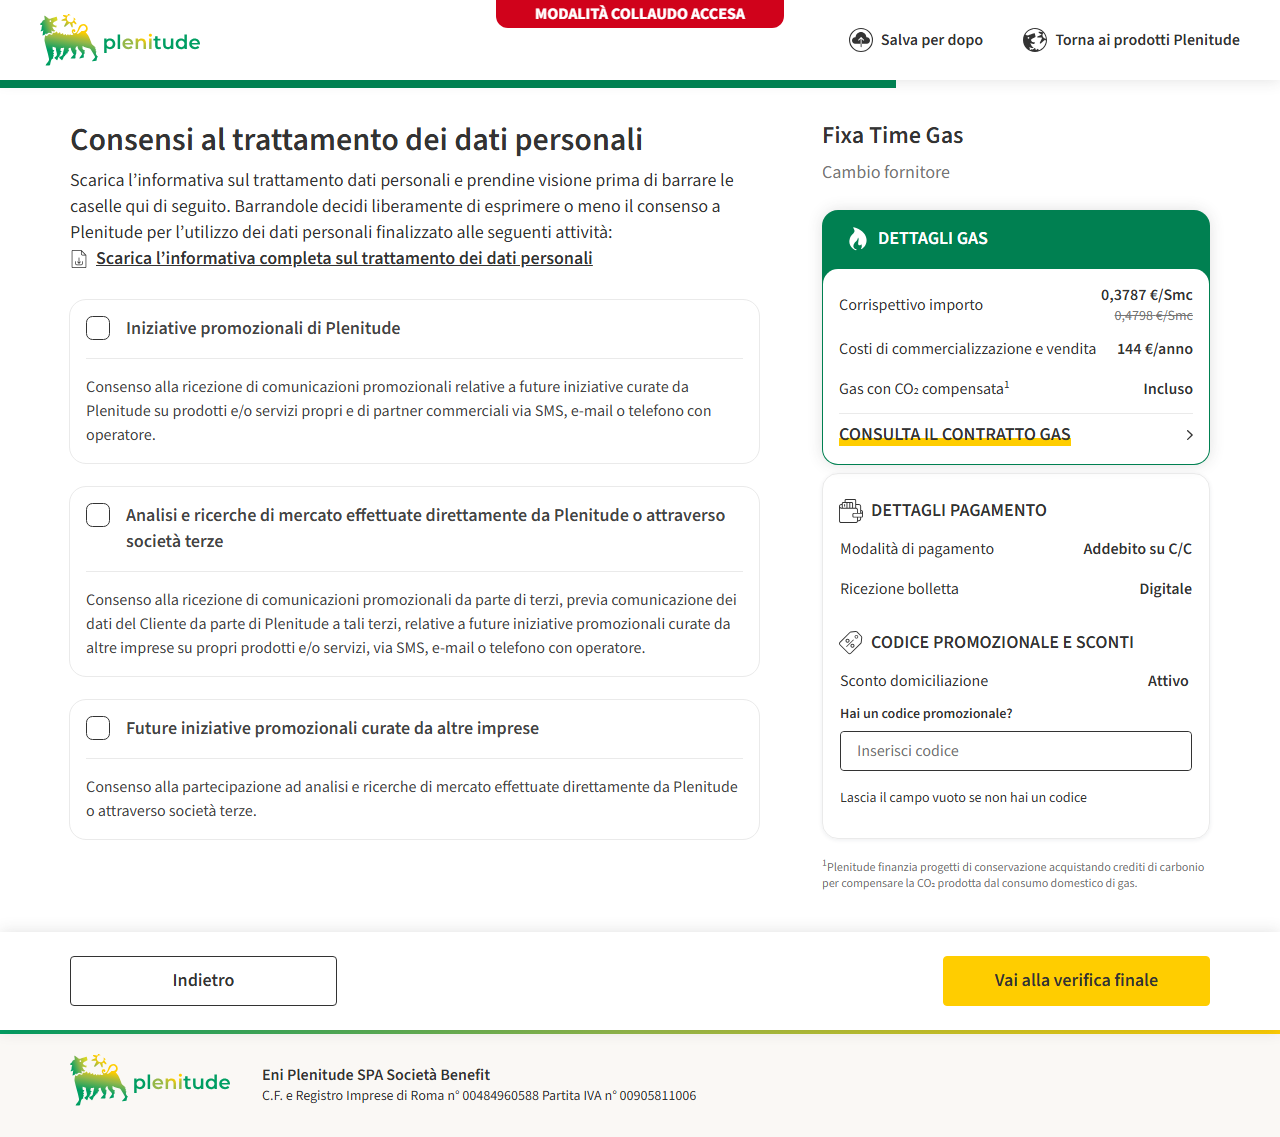 plenitude
MODALITÀ COLLAUDO ACCESA
Salva per dopo
Torna ai prodotti Plenitude
Consensi al trattamento dei dati personali
Scarica l’informativa sul trattamento dati personali e prendine visione prima di barrare le
caselle qui di seguito. Barrandole decidi liberamente di esprimere o meno il consenso a
Plenitude per l’utilizzo dei dati personali finalizzato alle seguenti attività:
Scarica l’informativa completa sul trattamento dei dati personali
Iniziative promozionali di Plenitude
Consenso alla ricezione di comunicazioni promozionali relative a future iniziative curate da
Plenitude su prodotti e/o servizi propri e di partner commerciali via SMS, e-mail o telefono con
operatore.
Analisi e ricerche di mercato effettuate direttamente da Plenitude o attraverso
società terze
Consenso alla ricezione di comunicazioni promozionali da parte di terzi, previa comunicazione dei
dati del Cliente da parte di Plenitude a tali terzi, relative a future iniziative promozionali curate da
altre imprese su propri prodotti e/o servizi, via SMS, e-mail o telefono con operatore.
Future iniziative promozionali curate da altre imprese
Consenso alla partecipazione ad analisi e ricerche di mercato effettuate direttamente da Plenitude
o attraverso società terze.
Fixa Time Gas
Cambio fornitore
DETTAGLI GAS
Corrispettivo importo 0,3787 €/Smc
0,4798 €/Smc
Costi di commercializzazione e vendita 144 €/anno
Gas con CO₂ compensata¹ Incluso
CONSULTA IL CONTRATTO GAS
DETTAGLI PAGAMENTO
Modalità di pagamento Addebito su C/C
Ricezione bolletta Digitale
CODICE PROMOZIONALE E SCONTI
Sconto domiciliazione Attivo
Hai un codice promozionale?
Inserisci codice
Lascia il campo vuoto se non hai un codice
¹Plenitude finanzia progetti di conservazione acquistando crediti di carbonio
per compensare la CO₂ prodotta dal consumo domestico di gas.
Indietro
Vai alla verifica finale
plenitude
Eni Plenitude SPA Società Benefit
C.F. e Registro Imprese di Roma n° 00484960588 Partita IVA n° 00905811006